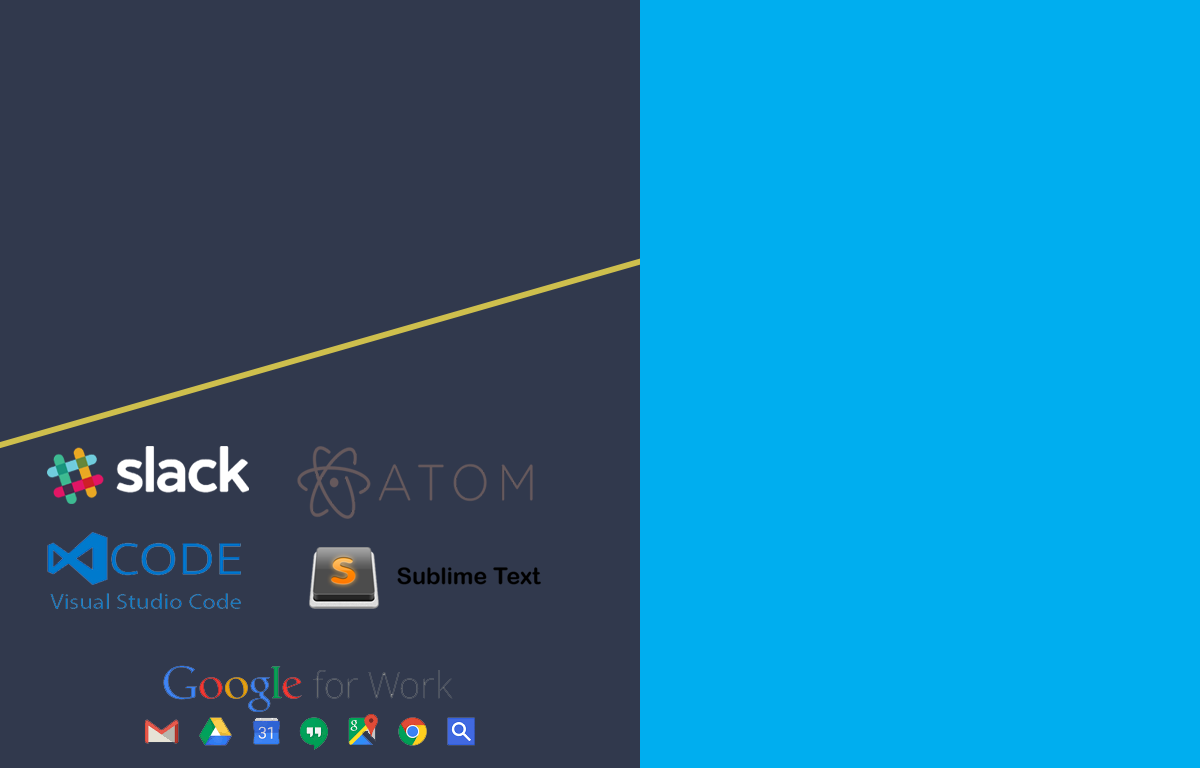 slack
ATOM
CODE
Visual Studio Code
S
Sublime Text
Google for Work
31
g